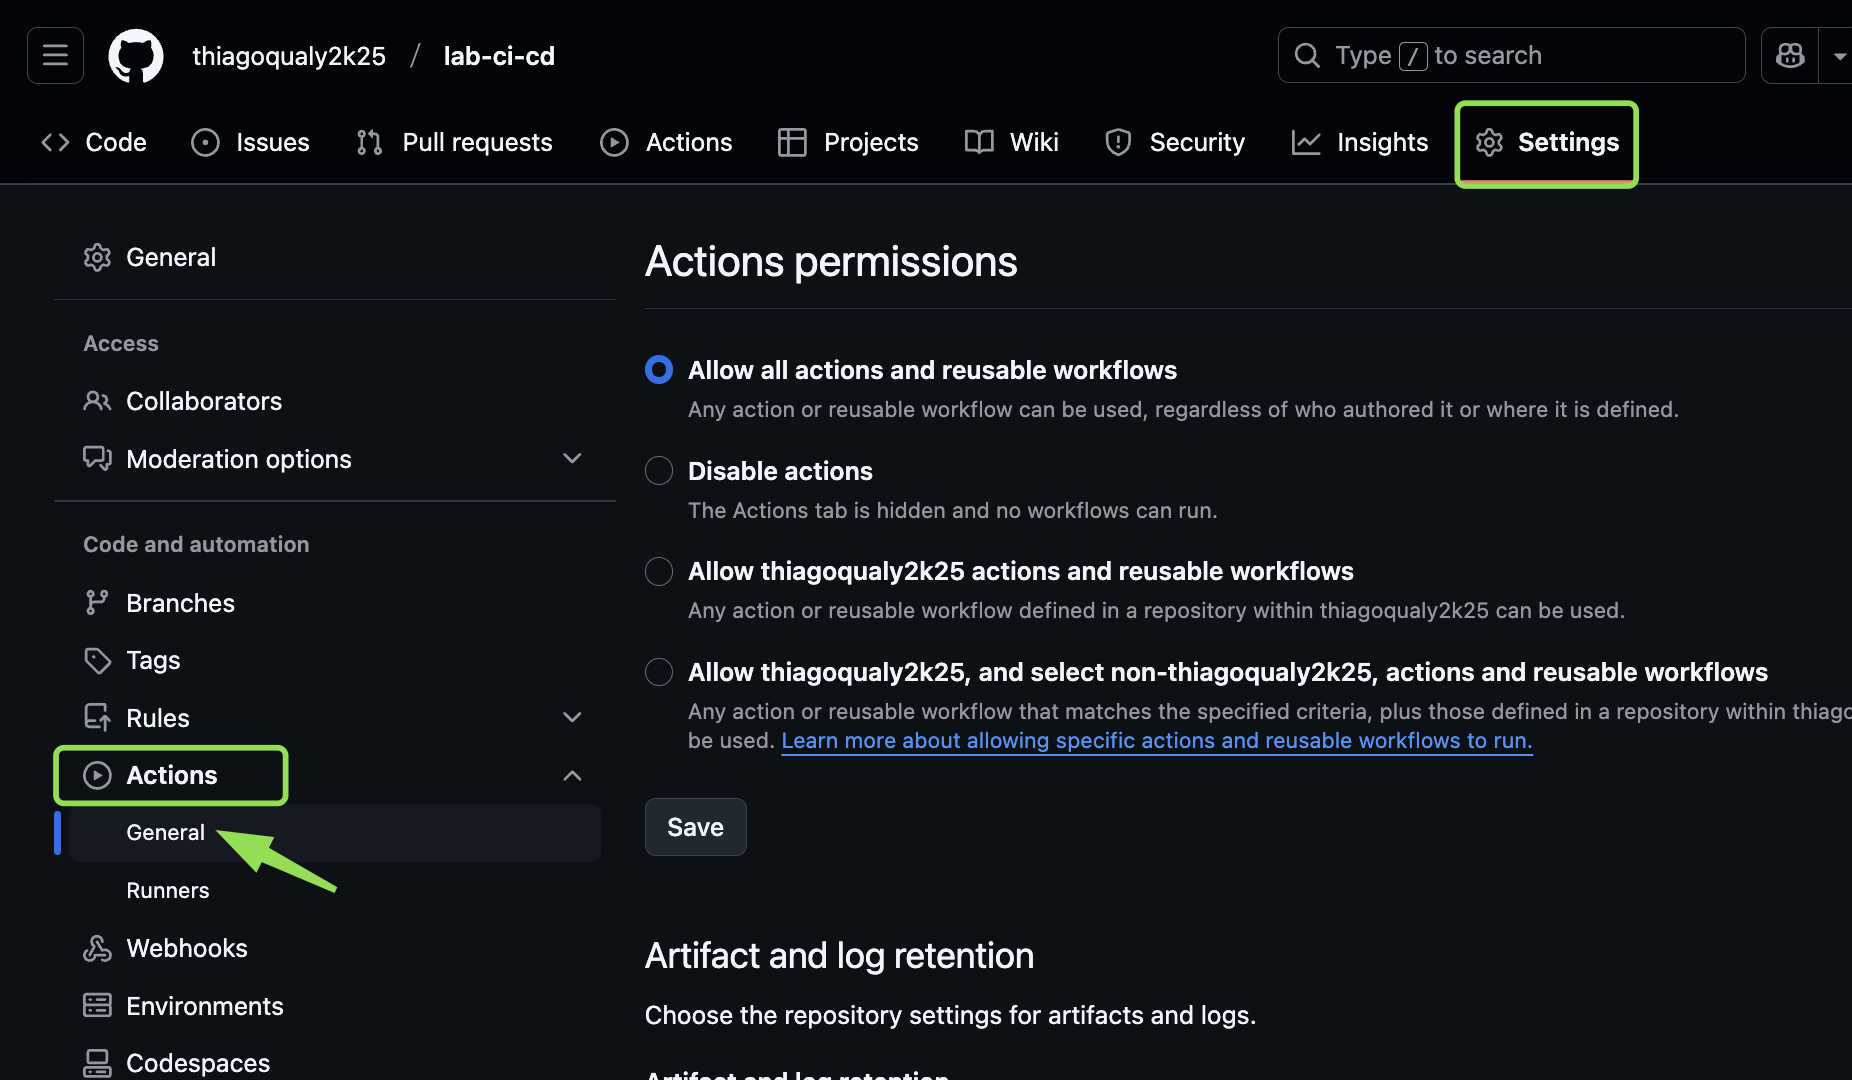 thiagoqualy2k25 / lab-ci-cd
Type / to search
Code
Issues
Pull requests
Actions
Projects
Wiki
Security
Insights
Settings
General
Access
Collaborators
Moderation options
Code and automation
Branches
Tags
Rules
Actions
General
Runners
Webhooks
Environments
Codespaces
Actions permissions
Allow all actions and reusable workflows
Any action or reusable workflow can be used, regardless of who authored it or where it is defined.
Disable actions
The Actions tab is hidden and no workflows can run.
Allow thiagoqualy2k25 actions and reusable workflows
Any action or reusable workflow defined in a repository within thiagoqualy2k25 can be used.
Allow thiagoqualy2k25, and select non-thiagoqualy2k25, actions and reusable workflows
Any action or reusable workflow that matches the specified criteria, plus those defined in a repository within thiago
be used. Learn more about allowing specific actions and reusable workflows to run.
Save
Artifact and log retention
Choose the repository settings for artifacts and logs.
Artifact and log retention